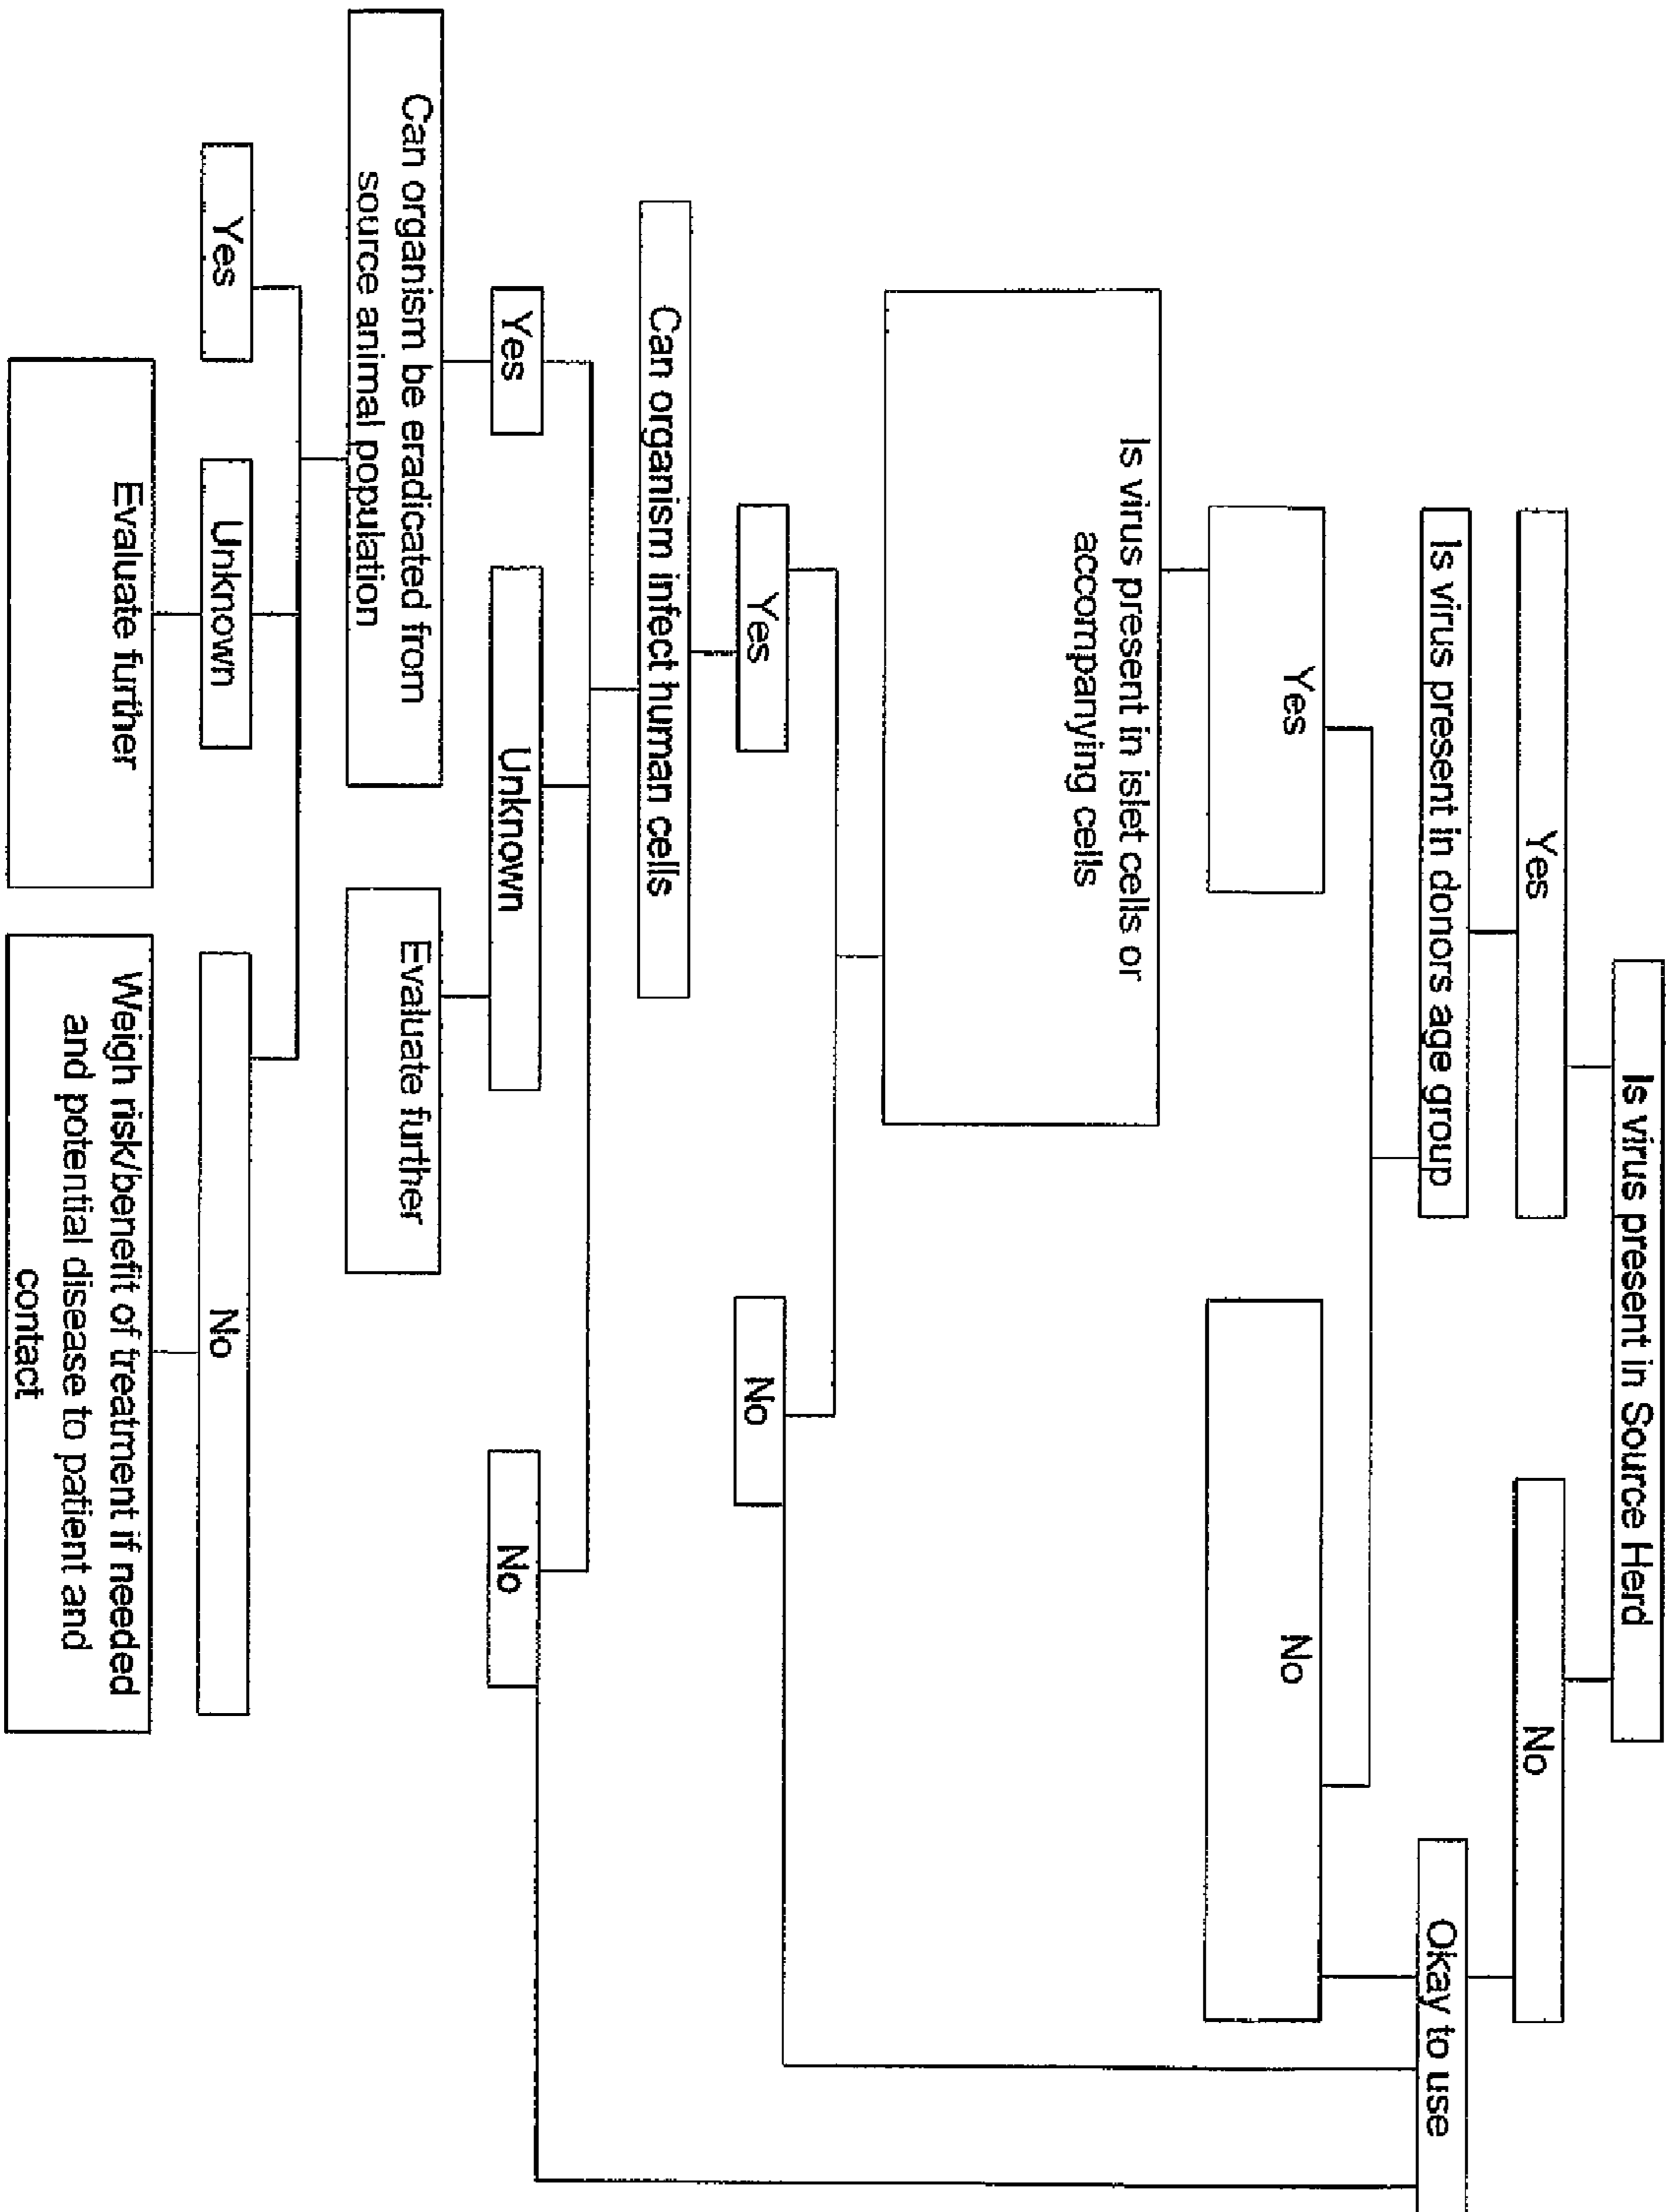 Is virus present in Source Herd
Yes
No
Is virus present in donors age group
Okay to use
Yes
No
Is virus present in islet cells or
accompanying cells
Yes
No
Can organism infect human cells
Yes
Unknown
No
Can organism be eradicated from
source animal population
Evaluate further
Yes
Unknown
No
Evaluate further
Weigh risk/benefit of treatment if needed
and potential disease to patient and
contact